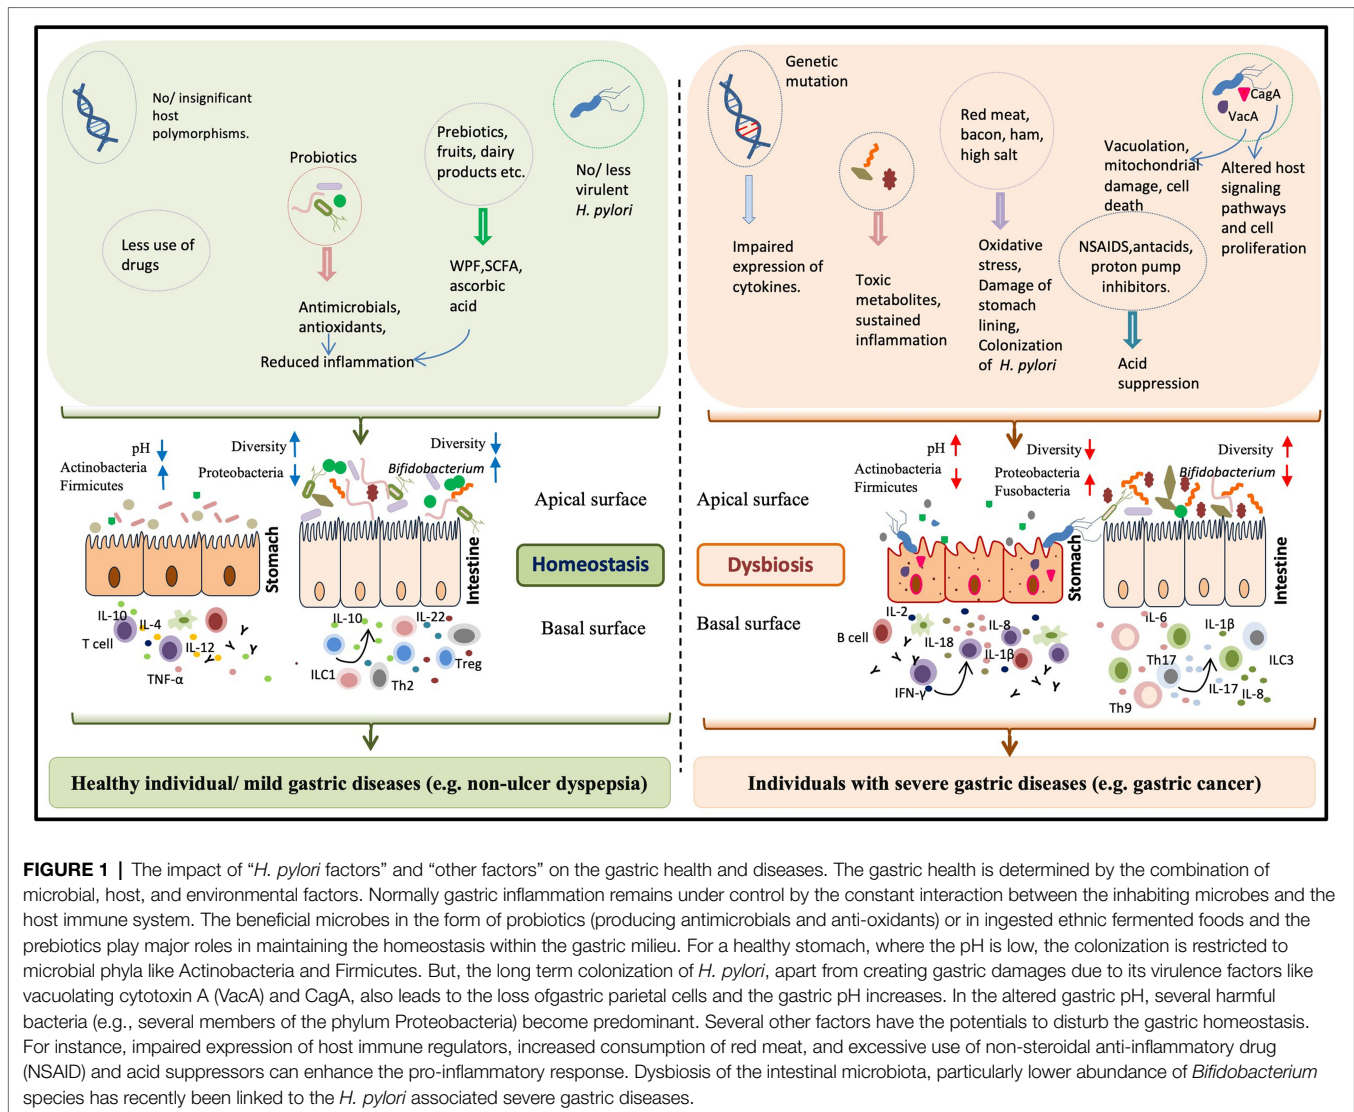 No/ insignificant
host
polymorphisms.
Less use of
drugs
Probiotics
Antimicrobials,
antioxidants,
Reduced inflammation
Prebiotics,
fruits, dairy
products etc.
WPF,SCFA,
ascorbic
acid
No/ less
virulent
H. pylori
Genetic
mutation
Impaired
expression of
cytokines.
Toxic
metabolites,
sustained
inflammation
Red meat,
bacon, ham,
high salt
Oxidative
stress,
Damage of
stomach
lining,
Colonization
of H. pylori
CagA
VacA
Vacuolation,
mitochondrial
damage, cell
death
Altered host
signaling
pathways
and cell
proliferation
NSAIDS,antacids,
proton pump
inhibitors.
Acid
suppression
pH
Actinobacteria
Firmicutes
Diversity
Proteobacteria
Diversity
Bifidobacterium
Stomach
Intestine
Apical surface
Homeostasis
Basal surface
IL-10
IL-4
T cell
IL-12
TNF-α
IL-10
IL-22
ILC1
Th2
Treg
Apical surface
Dysbiosis
Basal surface
pH
Actinobacteria
Firmicutes
Diversity
Proteobacteria
Fusobacteria
Diversity
Bifidobacterium
Stomach
Intestine
IL-2
B cell
IL-18
IL-8
IL-1β
IFN-γ
IL-6
IL-1β
Th17
ILC3
IL-17
IL-8
Th9
Healthy individual/ mild gastric diseases (e.g. non-ulcer dyspepsia)
Individuals with severe gastric diseases (e.g. gastric cancer)
FIGURE 1 | The impact of “H. pylori factors” and “other factors” on the gastric health and diseases. The gastric health is determined by the combination of
microbial, host, and environmental factors. Normally gastric inflammation remains under control by the constant interaction between the inhabiting microbes and the
host immune system. The beneficial microbes in the form of probiotics (producing antimicrobials and anti-oxidants) or in ingested ethnic fermented foods and the
prebiotics play major roles in maintaining the homeostasis within the gastric milieu. For a healthy stomach, where the pH is low, the colonization is restricted to
microbial phyla like Actinobacteria and Firmicutes. But, the long term colonization of H. pylori, apart from creating gastric damages due to its virulence factors like
vacuolating cytotoxin A (VacA) and CagA, also leads to the loss ofgastric parietal cells and the gastric pH increases. In the altered gastric pH, several harmful
bacteria (e.g., several members of the phylum Proteobacteria) become predominant. Several other factors have the potentials to disturb the gastric homeostasis.
For instance, impaired expression of host immune regulators, increased consumption of red meat, and excessive use of non-steroidal anti-inflammatory drug
(NSAID) and acid suppressors can enhance the pro-inflammatory response. Dysbiosis of the intestinal microbiota, particularly lower abundance of Bifidobacterium
species has recently been linked to the H. pylori associated severe gastric diseases.